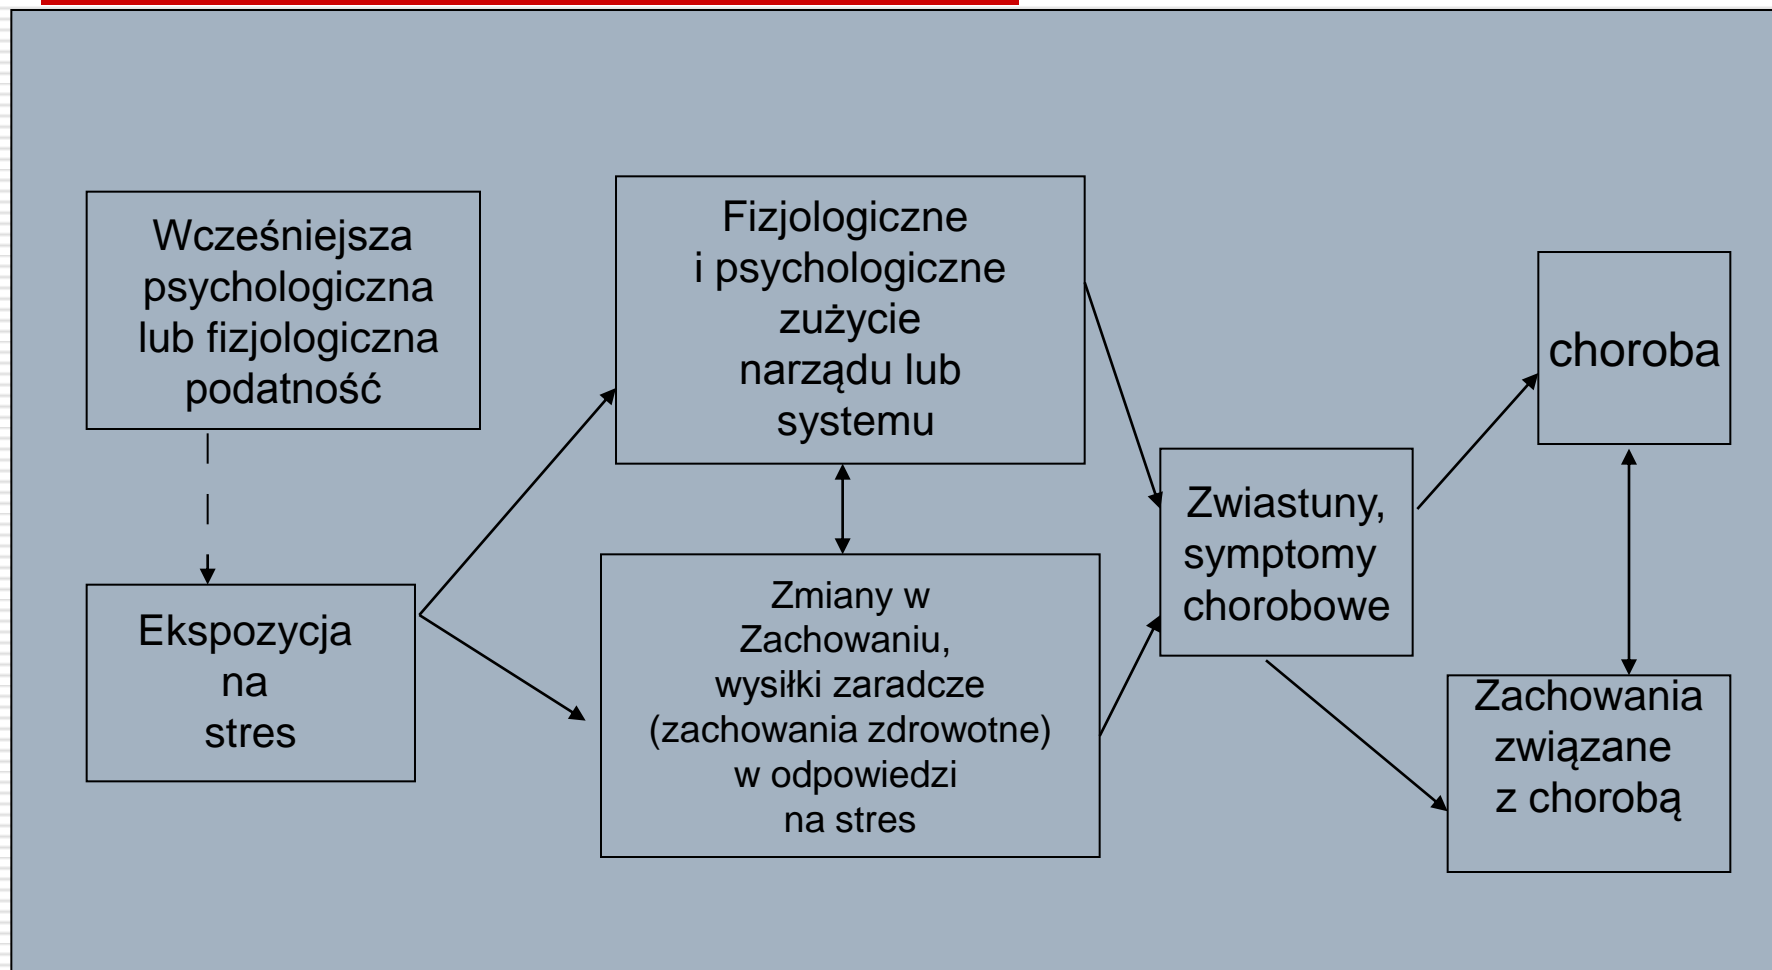 Wcześniejsza
psychologiczna
lub fizjologiczna
podatność
Ekspozycja
na
stres
Fizjologiczne
i psychologiczne
zużycie
narządu lub
systemu
Zmiany w
Zachowaniu,
wysiłki zaradcze
(zachowania zdrowotne)
w odpowiedzi
na stres
Zwiastuny,
symptomy
chorobowe
choroba
Zachowania
związane
z chorobą